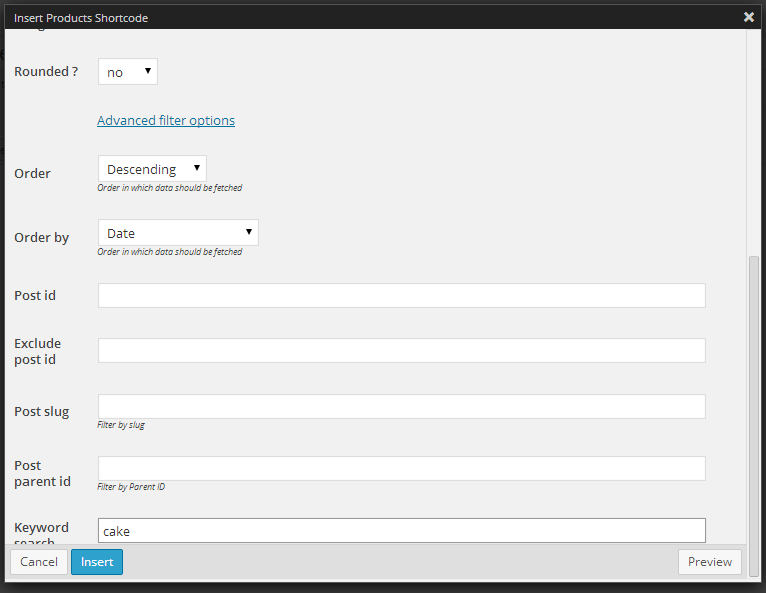 Insert Products Shortcode
Rounded ?
no
Advanced filter options
Order
Descending
Order in which data should be fetched
Order by
Date
Order in which data should be fetched
Post id
Exclude
post id
Post slug
Filter by slug
Post
parent id
Filter by Parent ID
Keyword
search
cake
Cancel
Insert
Preview